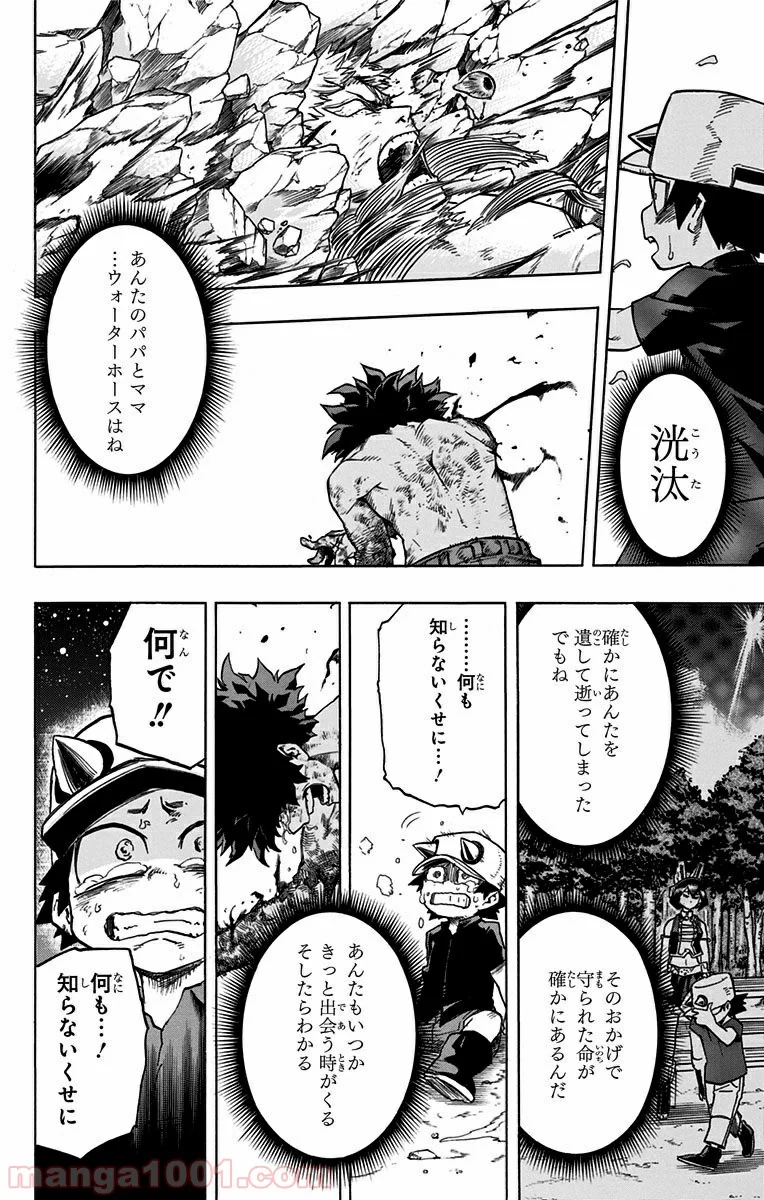 洸汰
あんたのパパとママ
…ウォーターホースはね
確かにあんたを
遺して逝ってしまった
でもね
そのおかげで
守られた命が
確かにあるんだ
………何も
知らないくせに…！
あんたもいつか
きっと出会う時がくる
そしたらわかる
何で!!
何も…！
知らないくせに
manga1001.com